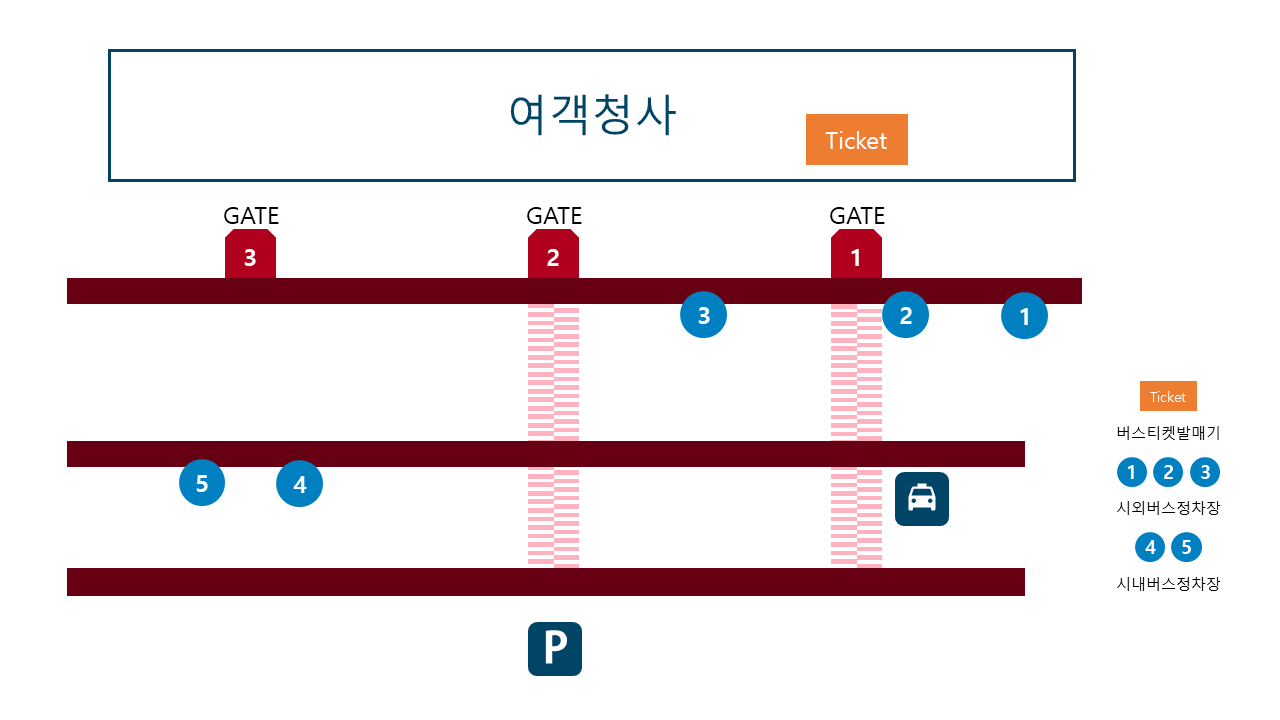 여객청사
Ticket
GATE GATE GATE
3 2 1
3 2 1
5 4
P
Ticket
버스티켓발매기
1 2 3
시외버스정차장
4 5
시내버스정차장